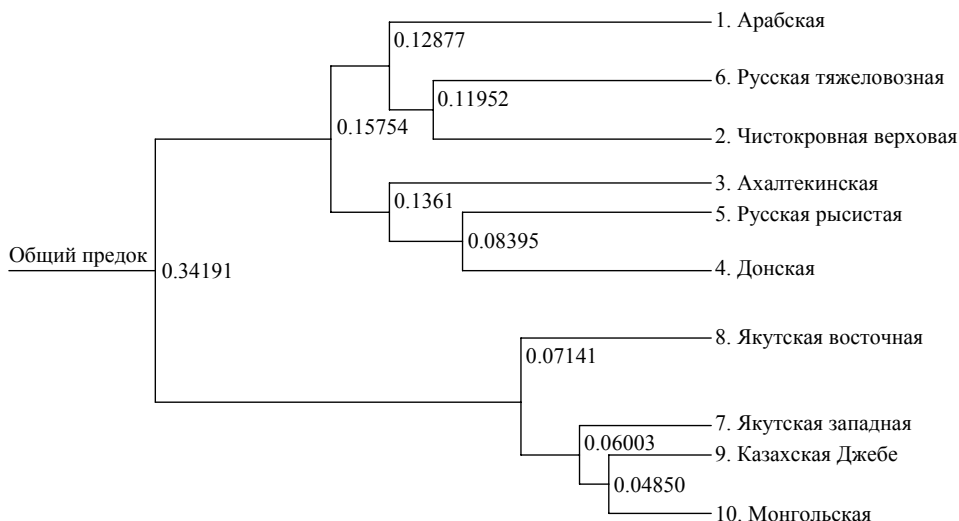 1. Арабская
0.12877
6. Русская тяжеловозная
0.11952
0.15754
2. Чистокровная верховая
3. Ахалтекинская
0.1361
5. Русская рысистая
0.08395
Общий предок
0.34191
4. Донская
8. Якутская восточная
0.07141
7. Якутская западная
0.06003
9. Казахская Джебе
0.04850
10. Монгольская